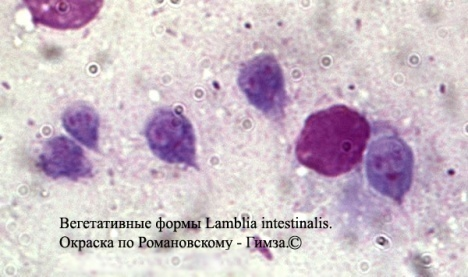 Вегетативные формы Lamblia intestinalis.
Окраска по Романовскому - Гимза.©